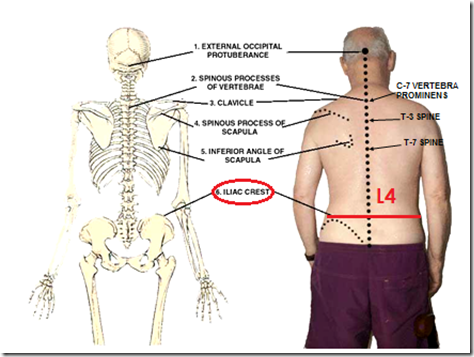 1. EXTERNAL OCCIPITAL
PROTUBERANCE
2. SPINOUS PROCESSES
OF VERTEBRAE
3. CLAVICLE
4. SPINOUS PROCESS OF
SCAPULA
5. INFERIOR ANGLE OF
SCAPULA
6. ILIAC CREST
C-7 VERTEBRA
PROMINENS
T-3 SPINE
T-7 SPINE
L4